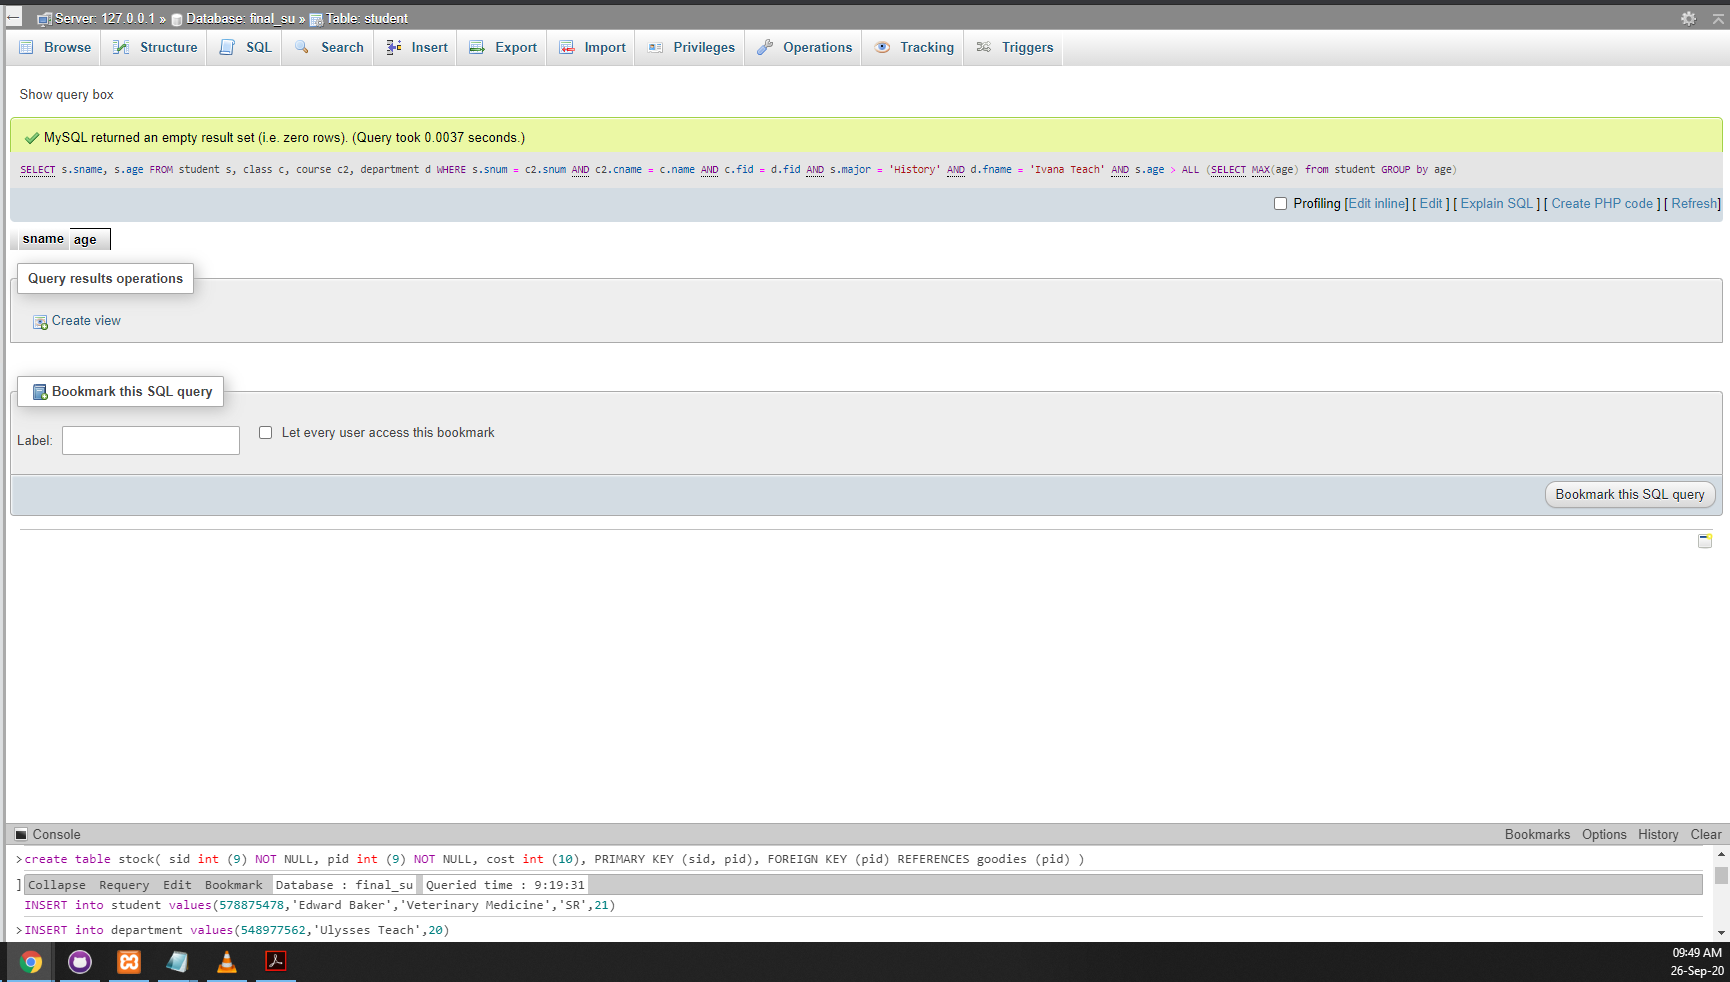 Server: 127.0.0.1 » Database: final_su » Table: student
Browse Structure SQL Search Insert Export Import Privileges Operations Tracking Triggers
Show query box
MySQL returned an empty result set (i.e. zero rows). (Query took 0.0037 seconds.)
SELECT s.sname, s.age FROM student s, class c, course c2, department d WHERE s.snum = c2.snum AND c2.cname = c.name AND c.fid = d.fid AND s.major = 'History' AND d.fname = 'Ivana Teach' AND s.age > ALL (SELECT MAX(age) from student GROUP by age)
Profiling [Edit inline] [ Edit ] [ Explain SQL ] [ Create PHP code ] [ Refresh]
sname age
Query results operations
Create view
Bookmark this SQL query
Label:
Let every user access this bookmark
Bookmark this SQL query
Console Bookmarks Options History Clear
>create table stock( sid int (9) NOT NULL, pid int (9) NOT NULL, cost int (10), PRIMARY KEY (sid, pid), FOREIGN KEY (pid) REFERENCES goodies (pid) )
] Collapse Requery Edit Bookmark Database : final_su Queried time : 9:19:31
INSERT into student values(578875478,'Edward Baker','Veterinary Medicine','SR',21)
>INSERT into department values(548977562,'Ulysses Teach',20)
09:49 AM
26-Sep-20